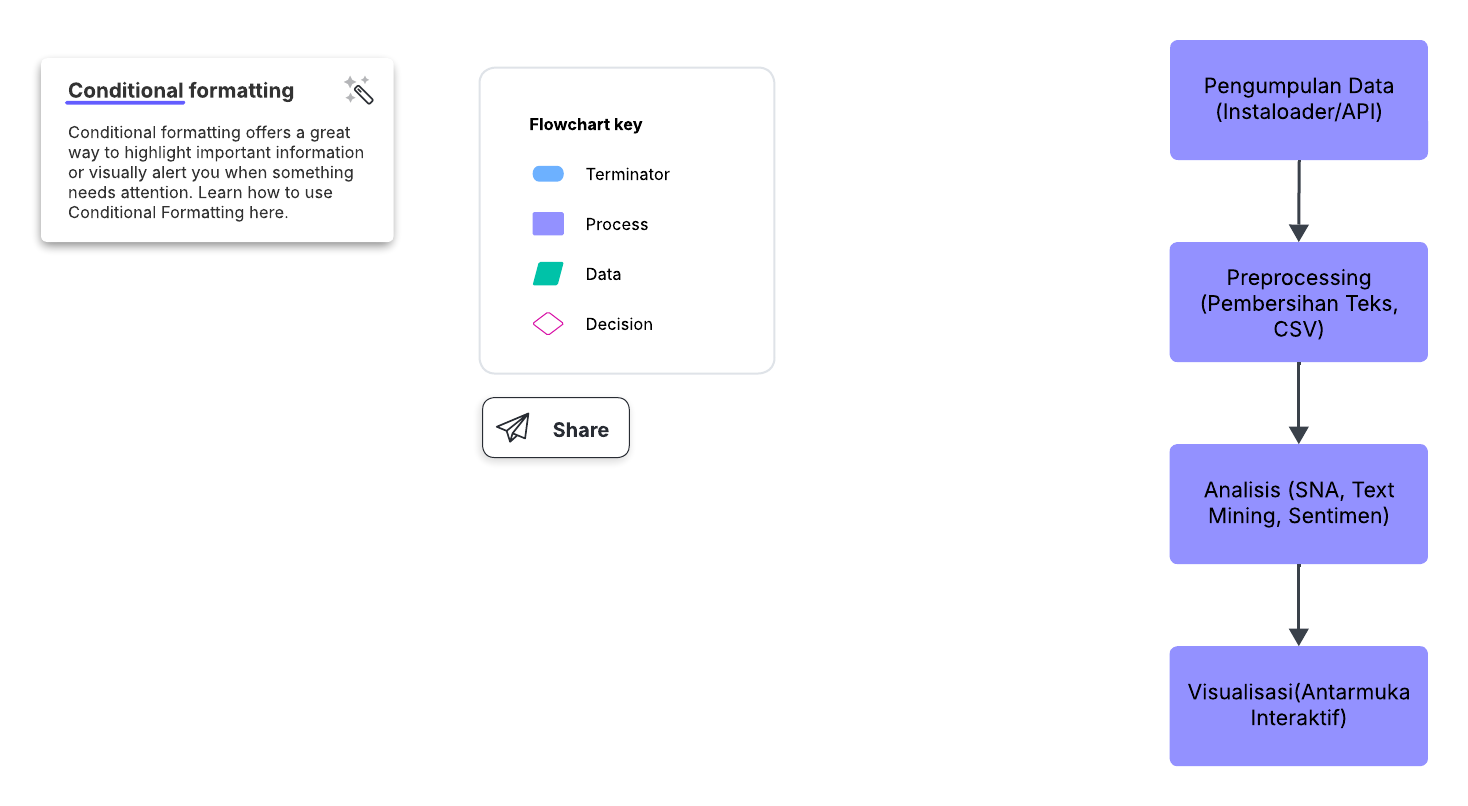 Conditional formatting
Conditional formatting offers a great
way to highlight important information
or visually alert you when something
needs attention. Learn how to use
Conditional Formatting here.
Flowchart key
Terminator
Process
Data
Decision
Share
Pengumpulan Data
(Instaloader/API)
Preprocessing
(Pembersihan Teks,
CSV)
Analisis (SNA, Text
Mining, Sentimen)
Visualisasi(Antarmuka
Interaktif)